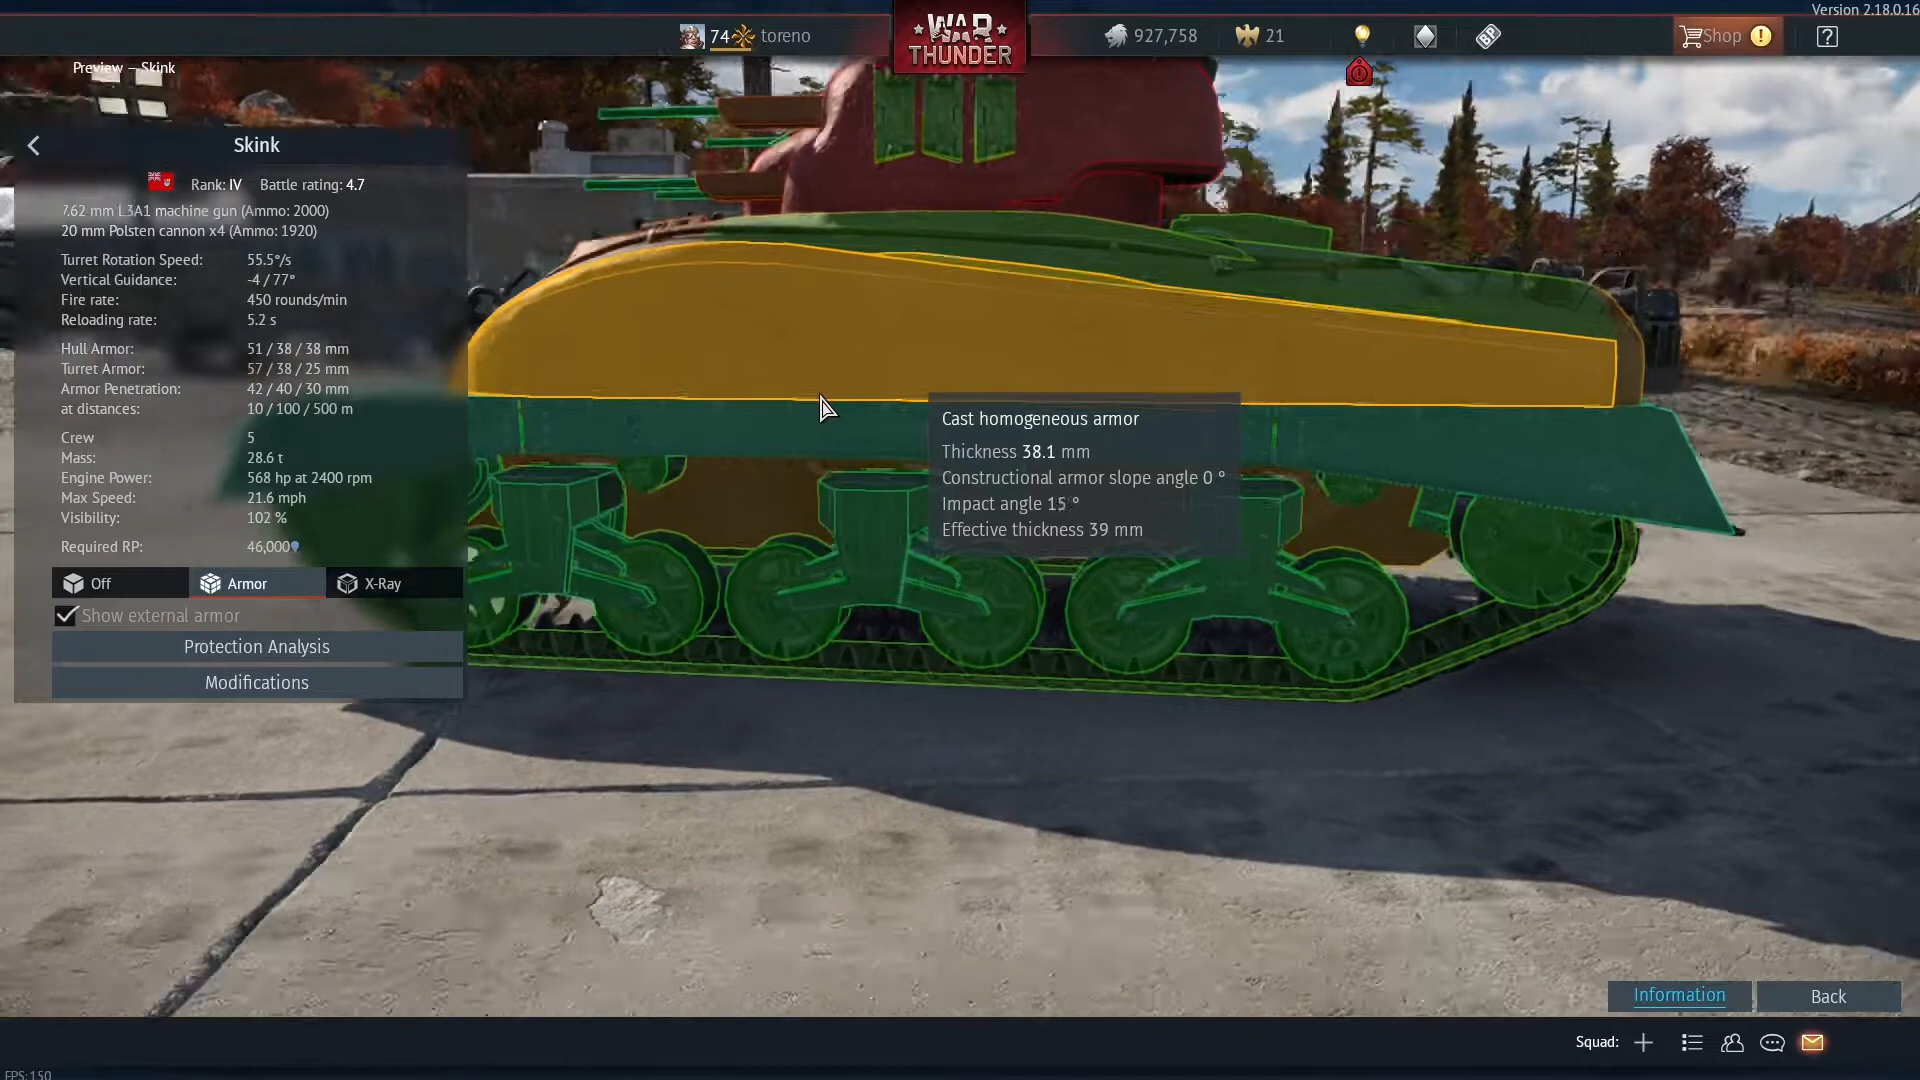 Version 2.18.0.16
74 toreno
WAR THUNDER
927,758
21
BP
Shop
Preview – Skink
Skink
Rank: IV Battle rating: 4.7
7.62 mm L3A1 machine gun (Ammo: 2000)
20 mm Polsten cannon x4 (Ammo: 1920)
Turret Rotation Speed: 55.5°/s
Vertical Guidance: -4 / 77°
Fire rate: 450 rounds/min
Reloading rate: 5.2 s
Hull Armor: 51 / 38 / 38 mm
Turret Armor: 57 / 38 / 25 mm
Armor Penetration: 42 / 40 / 30 mm
at distances: 10 / 100 / 500 m
Crew 5
Mass: 28.6 t
Engine Power: 568 hp at 2400 rpm
Max Speed: 21.6 mph
Visibility: 102 %
Required RP: 46,000
Off Armor X-Ray
Show external armor
Protection Analysis
Modifications
Cast homogeneous armor
Thickness 38.1 mm
Constructional armor slope angle 0 °
Impact angle 15 °
Effective thickness 39 mm
Information Back
Squad:
FPS:150